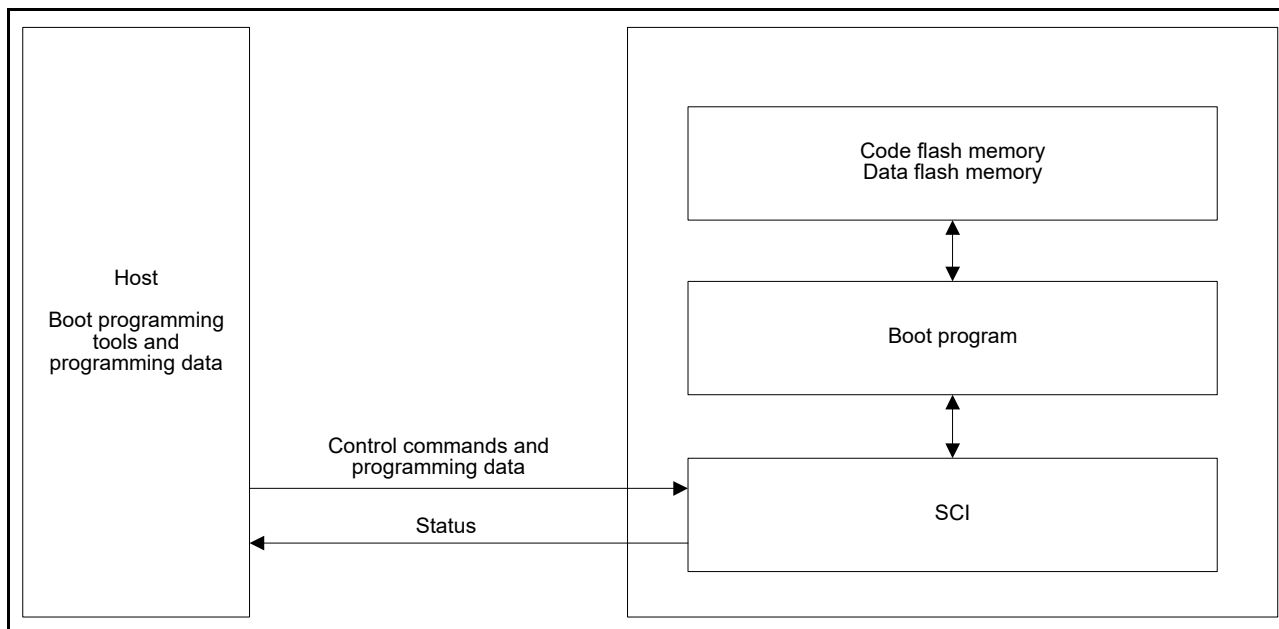 Host
Boot programming
tools and
programming data
Control commands and
programming data
Status
Code flash memory
Data flash memory
Boot program
SCI